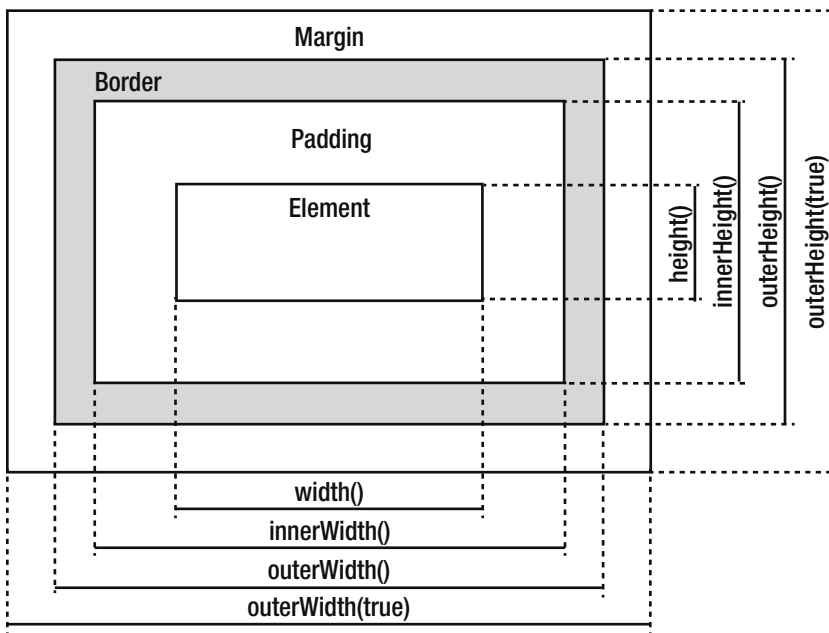 Margin
Border
Padding
Element
height()
innerHeight()
outerHeight()
outerHeight(true)
width()
innerWidth()
outerWidth()
outerWidth(true)